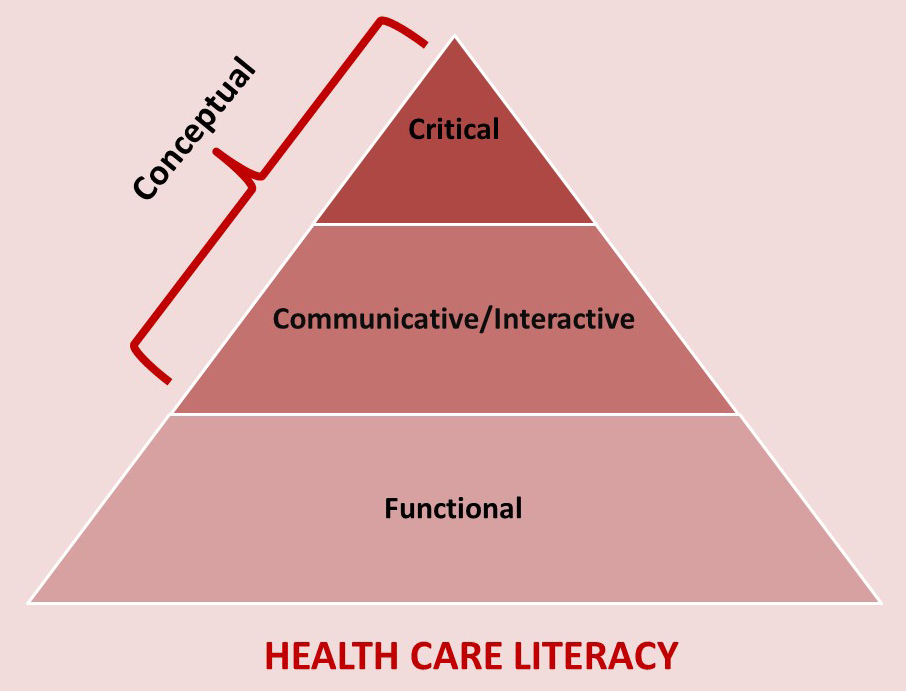 Conceptual
Critical
Communicative/Interactive
Functional
HEALTH CARE LITERACY